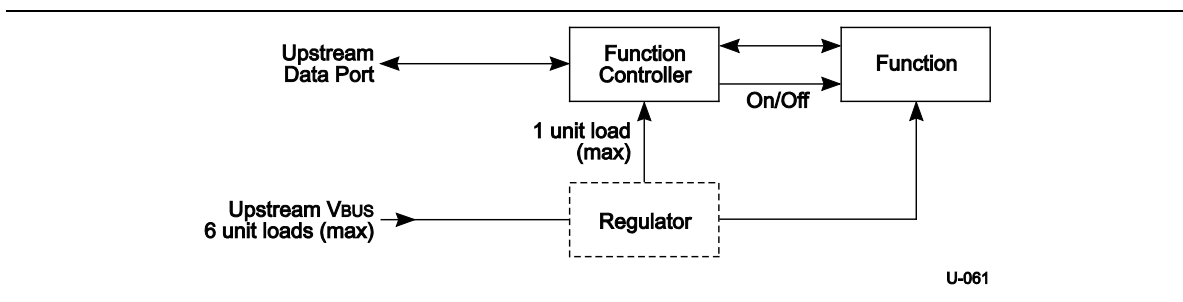 Upstream
Data Port
Function
Controller
Function
On/Off
1 unit load
(max)
Upstream VBUS
6 unit loads (max)
Regulator
U-061